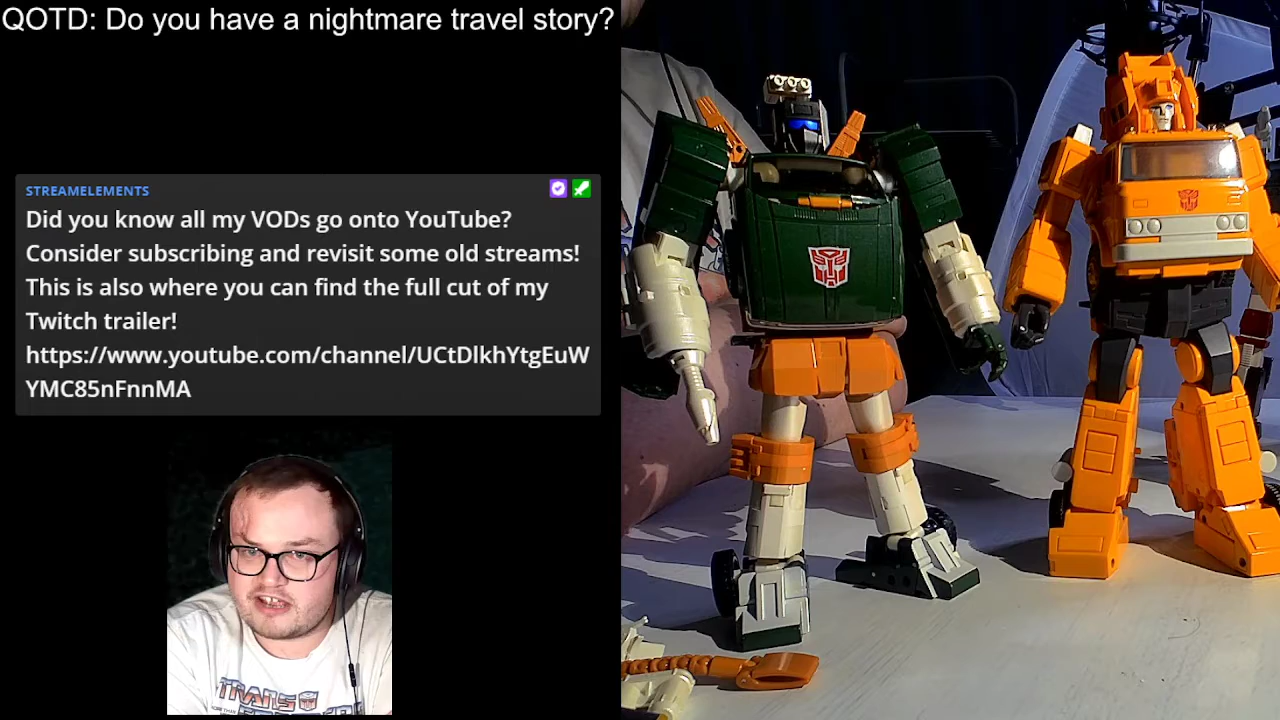 QOTD: Do you have a nightmare travel story?
STREAMELEMENTS
Did you know all my VODs go onto YouTube?
Consider subscribing and revisit some old streams!
This is also where you can find the full cut of my
Twitch trailer!
https://www.youtube.com/channel/UCtDlkhYtgEuW
YMC85nFnnMA
TRANS